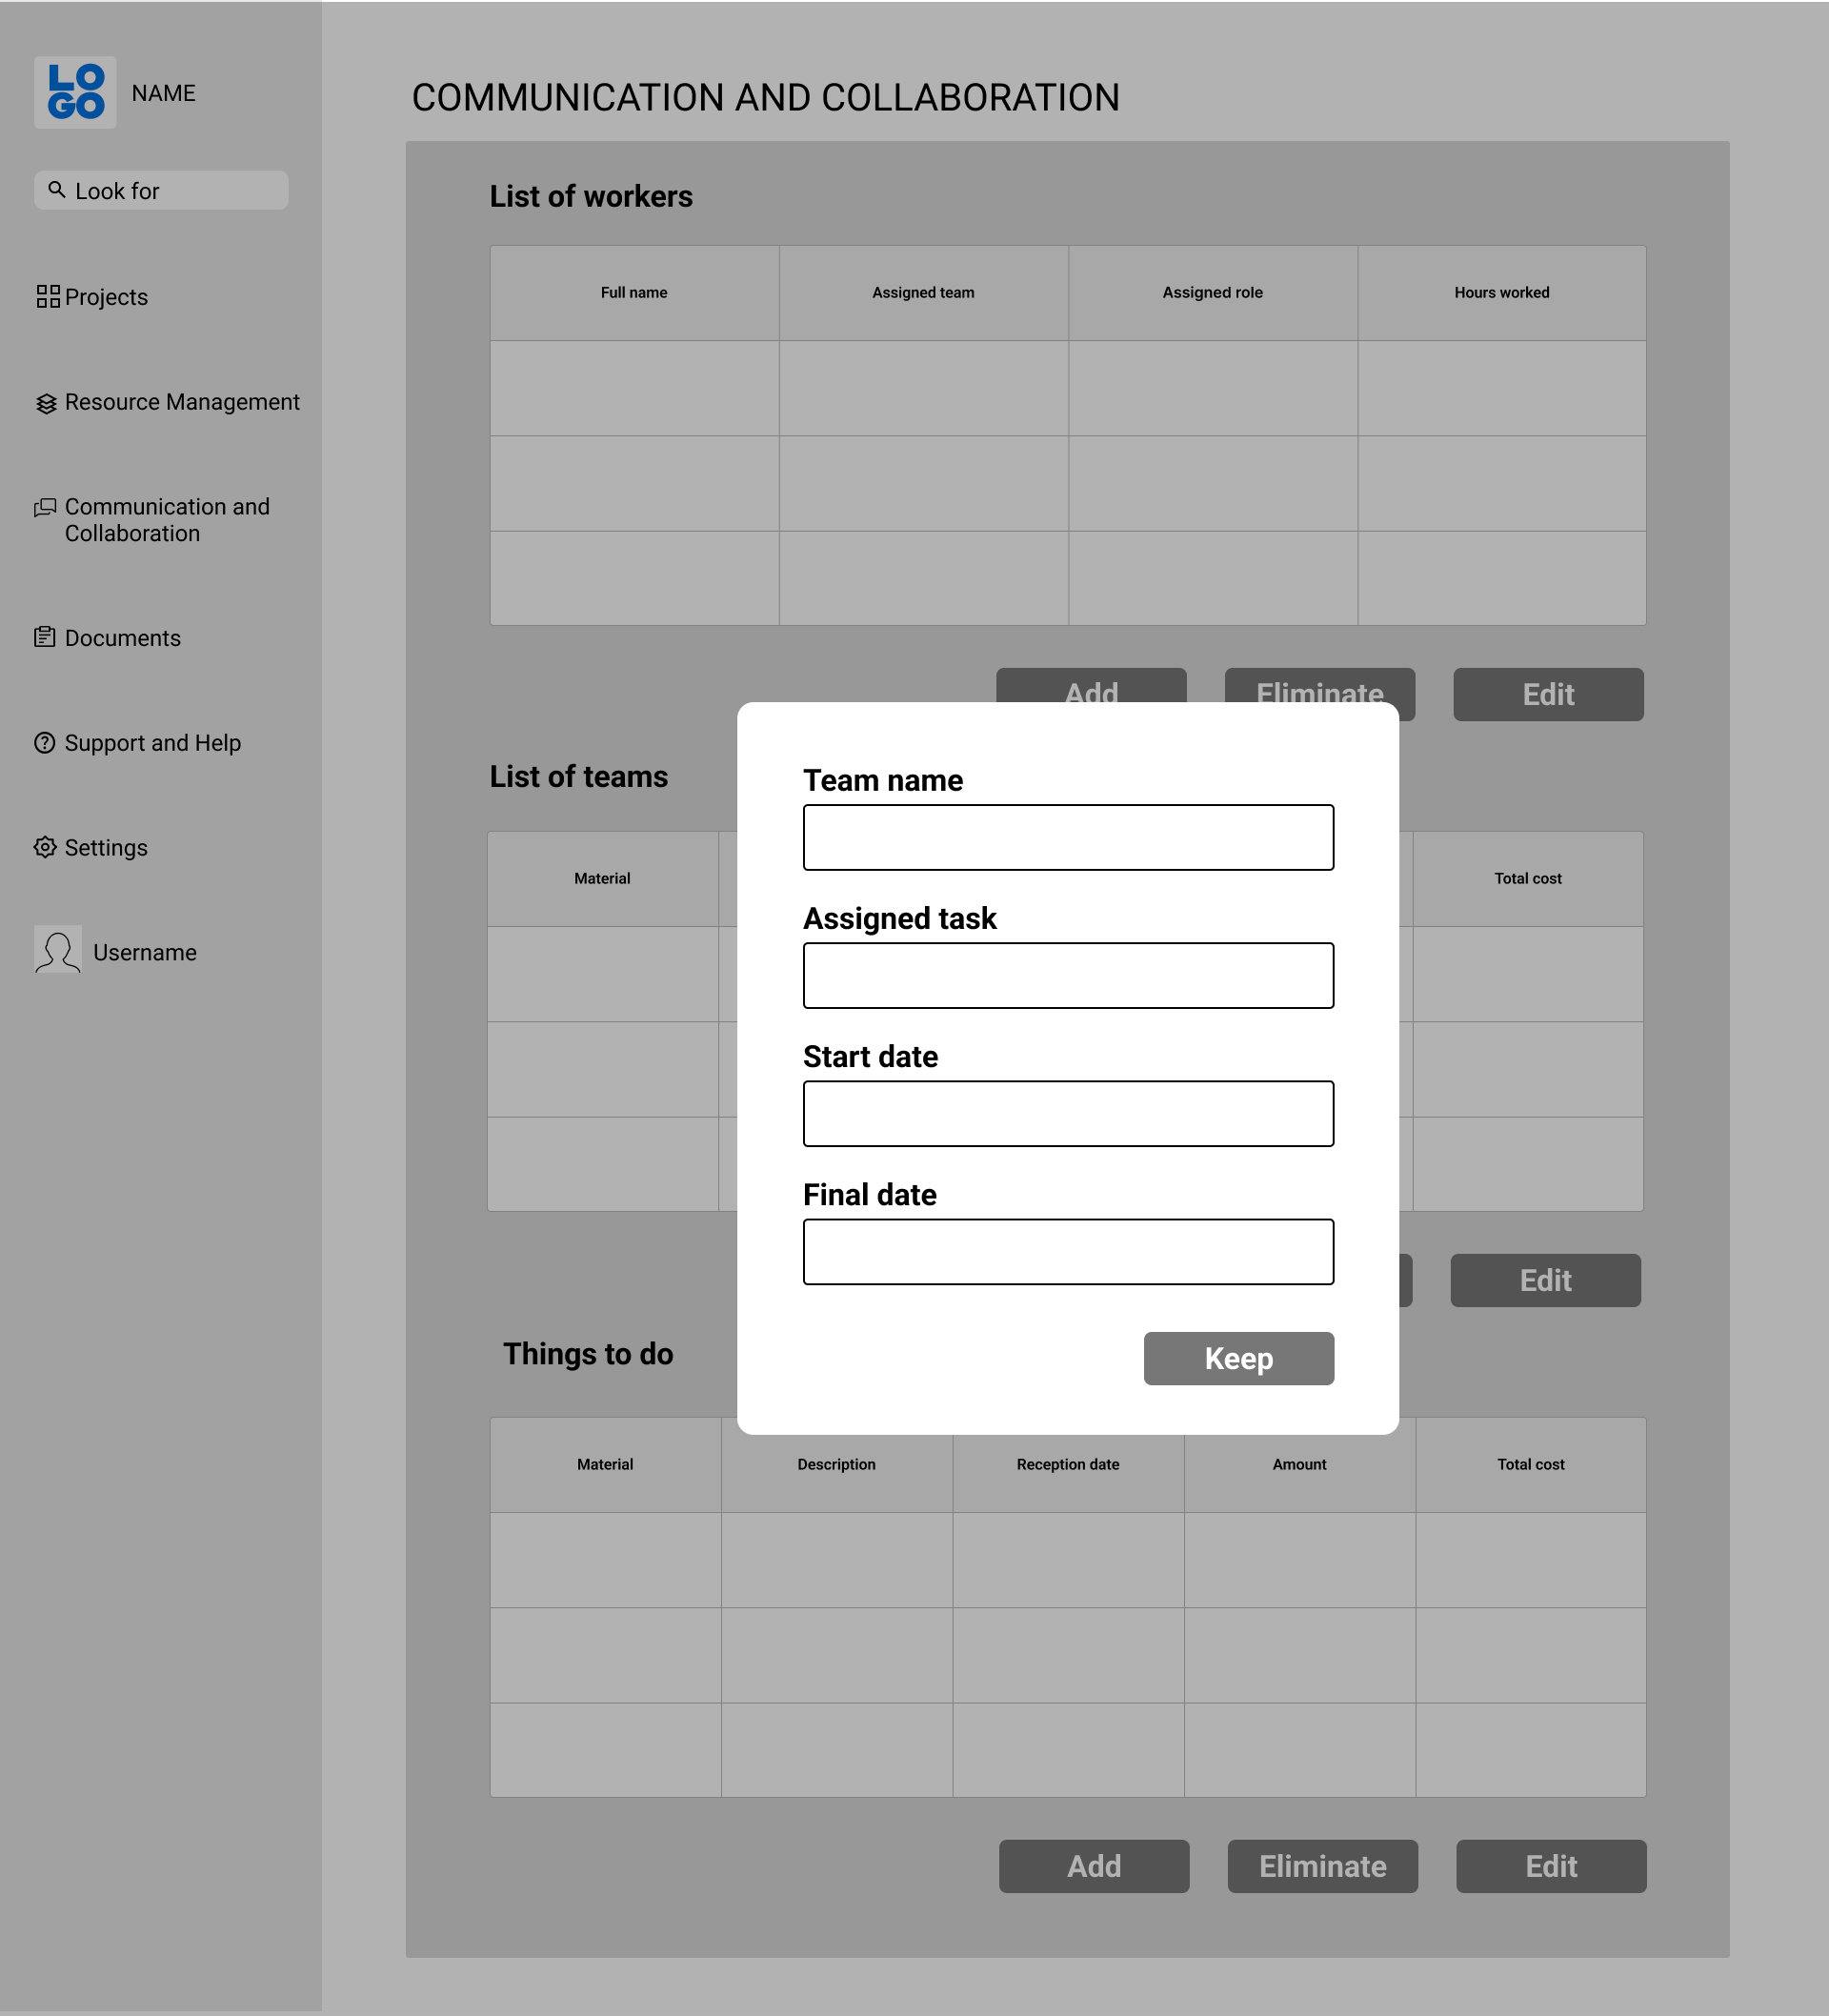 LO
GO
NAME
Look for
Projects
Resource Management
Communication and
Collaboration
Documents
Support and Help
Settings
Username
COMMUNICATION AND COLLABORATION
List of workers
Full name Assigned team Assigned role Hours worked
Add Eliminate Edit
List of teams
Material Total cost
Edit
Team name
Assigned task
Start date
Final date
Keep
Things to do
Material Description Reception date Amount Total cost
Add Eliminate Edit